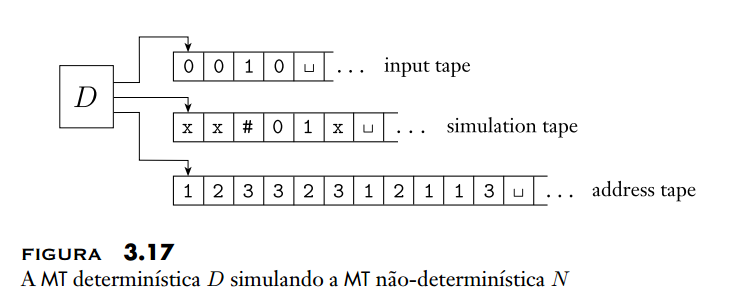 0 0 1 0 ␣ ... input tape
D
x x # 0 1 x ␣ ... simulation tape
1 2 3 3 2 3 1 2 1 1 3 ␣ ... address tape
FIGURA 3.17
A MT determinística D simulando a MT não-determinística N